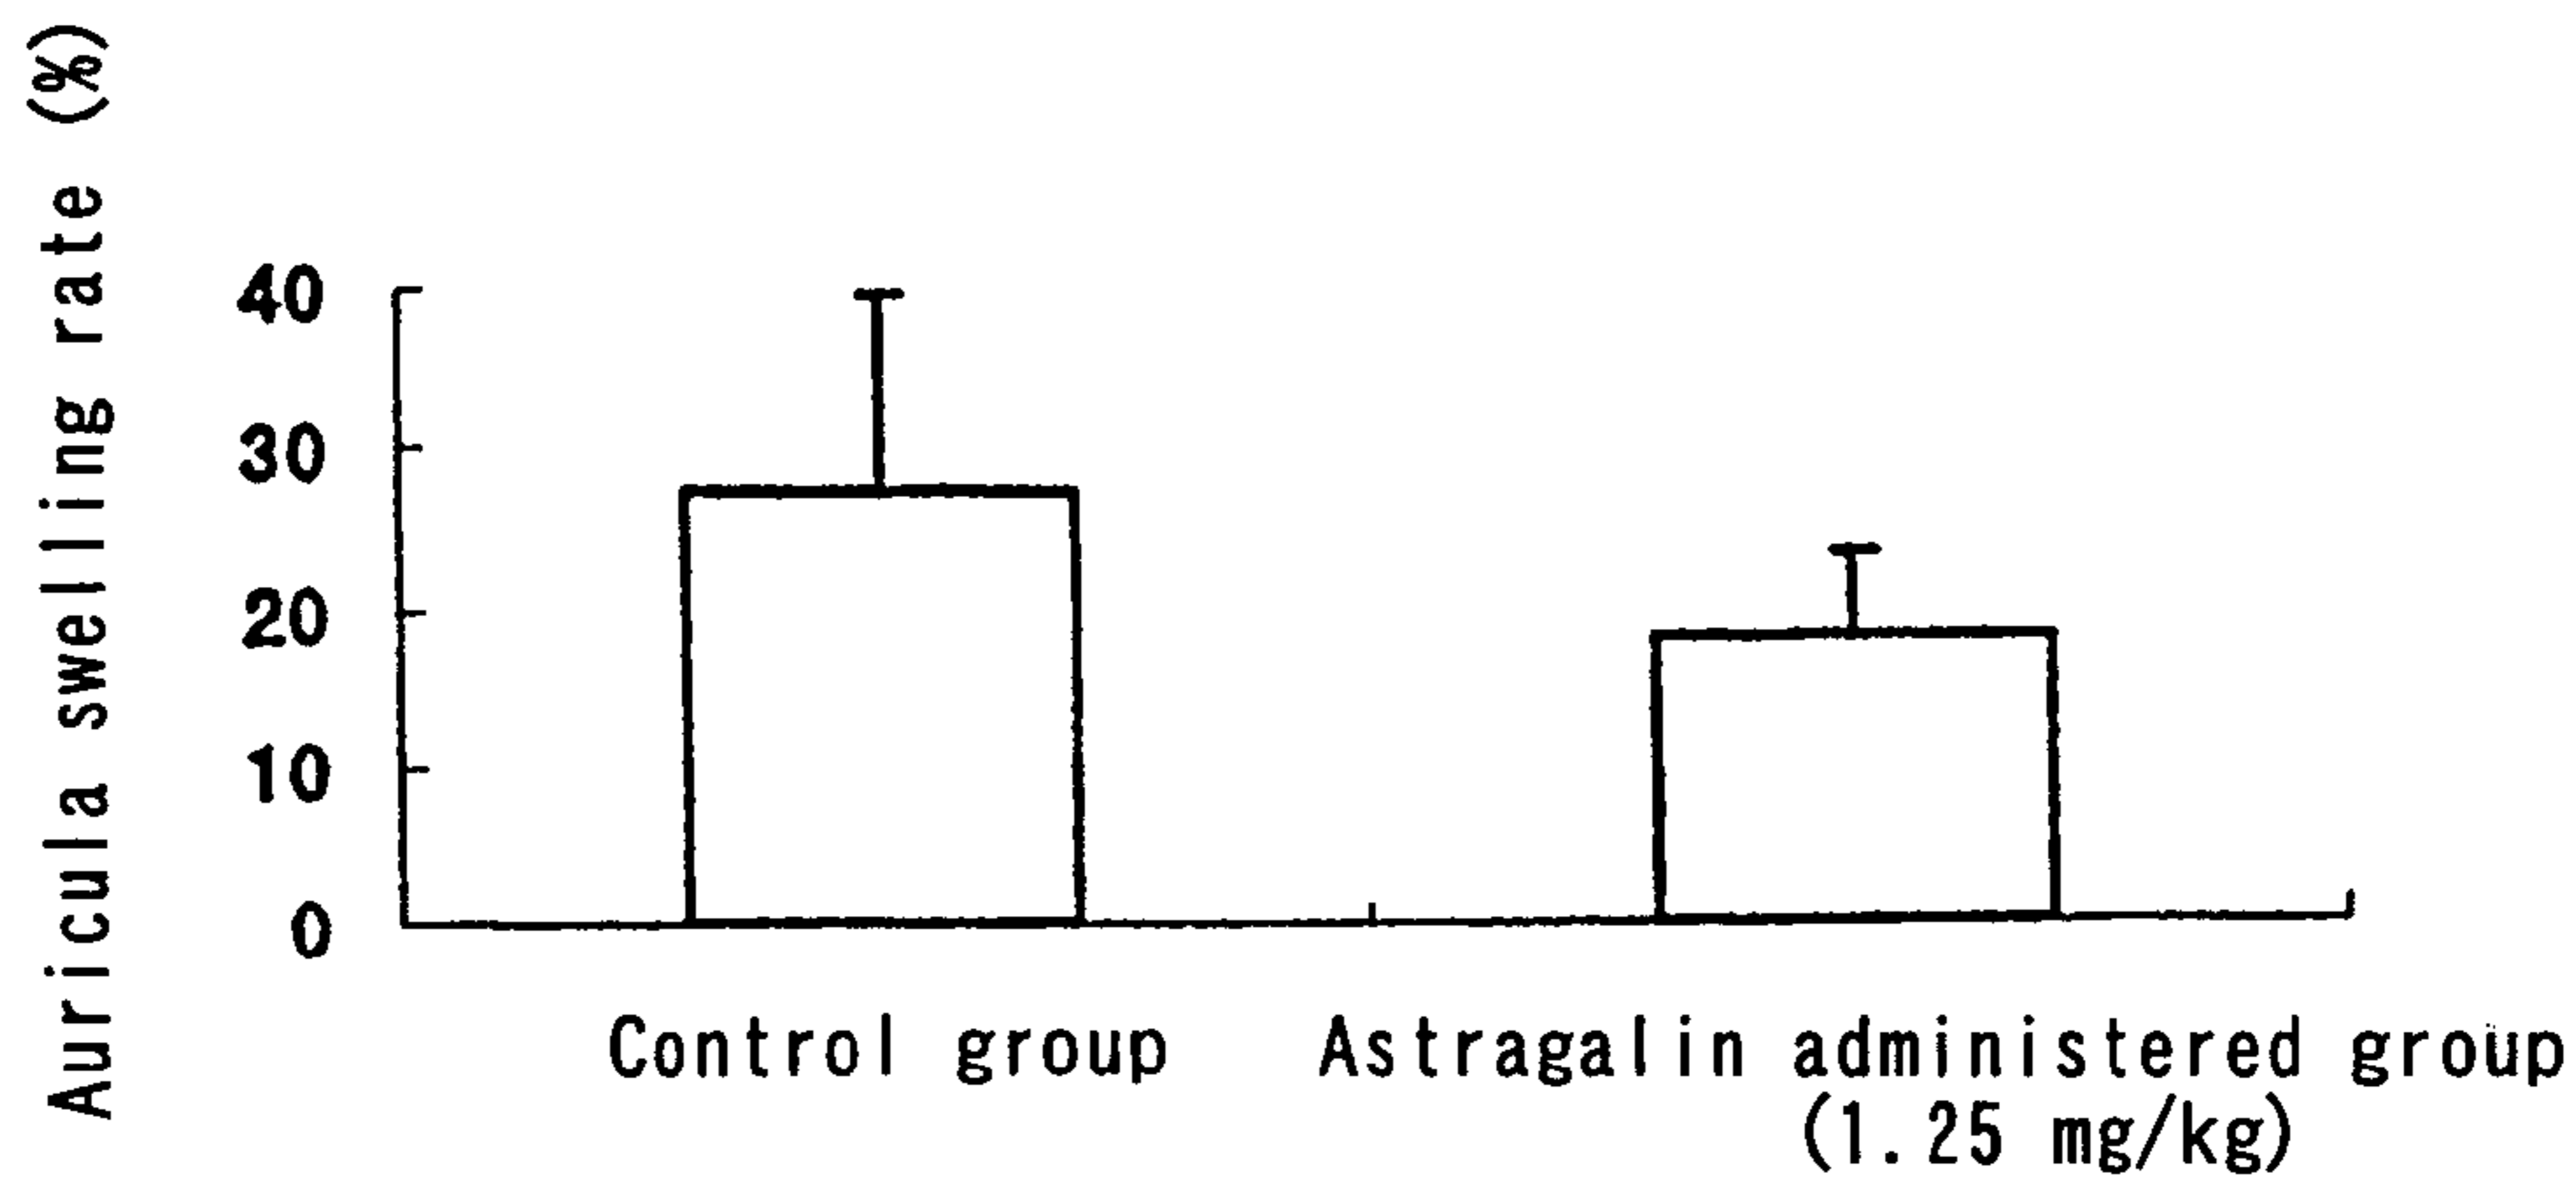 Auricula swelling rate (%)
40
30
20
10
0
Control group
Astragalin administered group
(1.25 mg/kg)